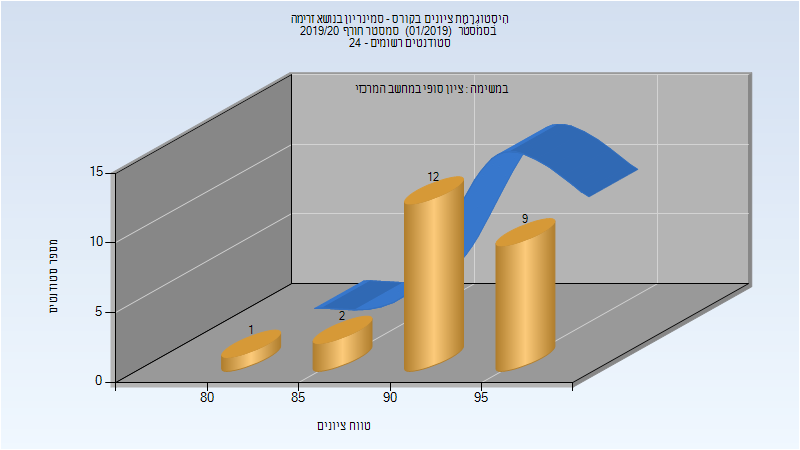 היסטוגרמת ציונים בקורס - סמינריון בנושא זרימה
בסמסטר (01/2019) סמסטר חורף 2019/20
סטודנטים רשומים - 24
במשימה : ציון סופי במחשב המרכזי
מספר סטודנטים
15
10
5
0
1
2
12
9
80
85
90
95
טווח ציונים